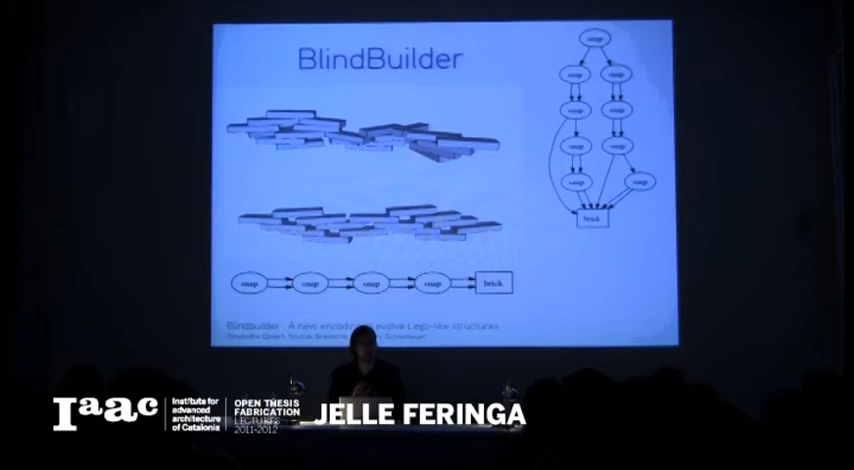 BlindBuilder
snap
snap snap
snap snap
snap snap
snap snap
brick
snap snap snap snap brick
Blindbuilder : A new encoding to evolve Lego-like structures
Iaac
Institute for
advanced
architecture
of Catalonia
OPEN THESIS
FABRICATION
LECTURES
2011-2012
JELLE FERINGA